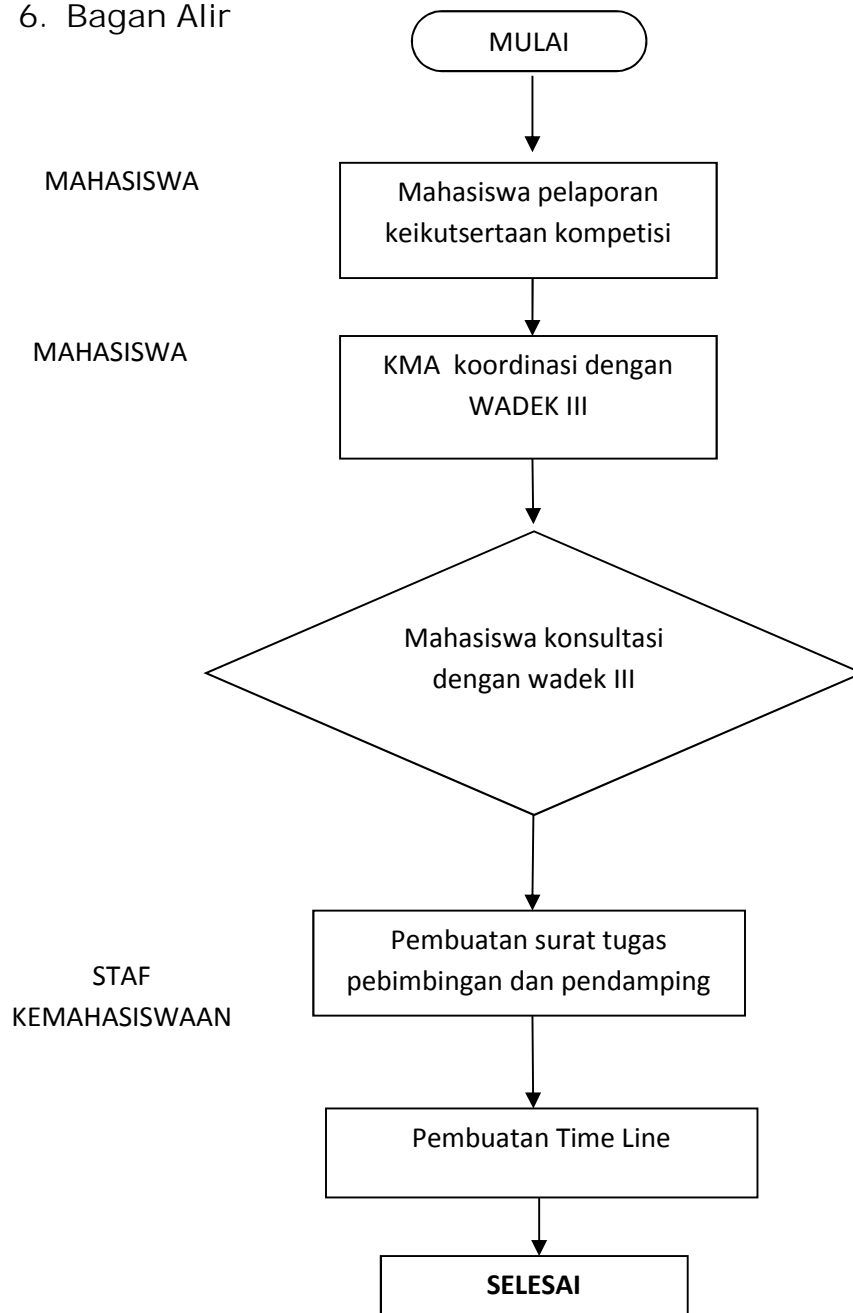 6. Bagan Alir
MULAI
MAHASISWA
Mahasiswa pelaporan
keikutsertaan kompetisi
MAHASISWA
KMA koordinasi dengan
WADEK III
Mahasiswa konsultasi
dengan wadek III
STAF
KEMAHASISWAAN
Pembuatan surat tugas
pebimbingan dan pendamping
Pembuatan Time Line
SELESAI